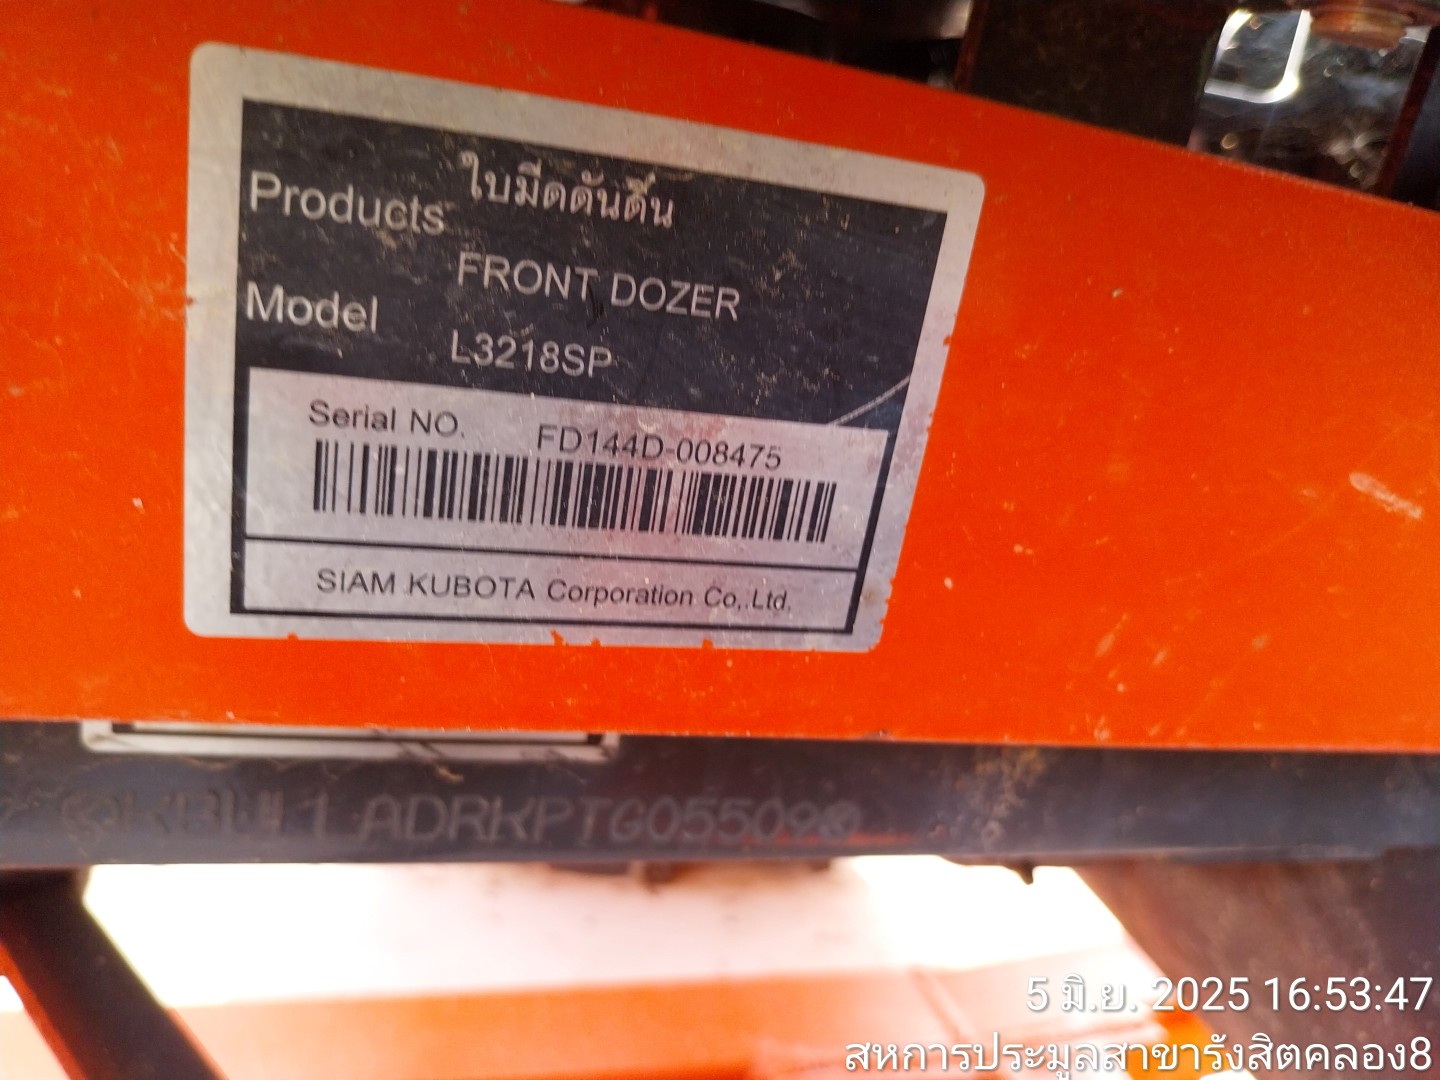 Products ใบมีดดันดิน
FRONT DOZER
Model
L3218SP
Serial NO. FD144D-008475
SIAM KUBOTA Corporation Co,.Ltd.
5 มิ.ย. 2025 16:53:47
สหการประมูลสาขารังสิตคลอง8